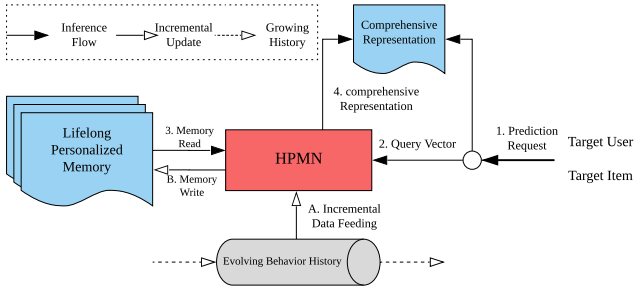 Inference
Flow
Incremental
Update
Growing
History
Comprehensive
Representation
4. comprehensive
Representation
Lifelong
Personalized
Memory
3. Memory
Read
B. Memory
Write
HPMN
2. Query Vector
1. Prediction
Request
Target User
Target Item
A. Incremental
Data Feeding
Evolving Behavior History